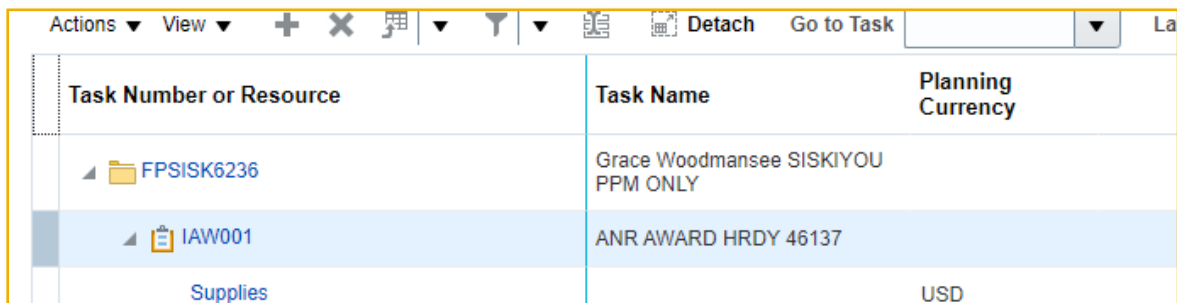 Actions View Detach Go to Task La
Task Number or Resource Task Name Planning
Currency
FPSISK6236 Grace Woodmansee SISKIYOU
PPM ONLY
IAW001 ANR AWARD HRDY 46137
Supplies USD